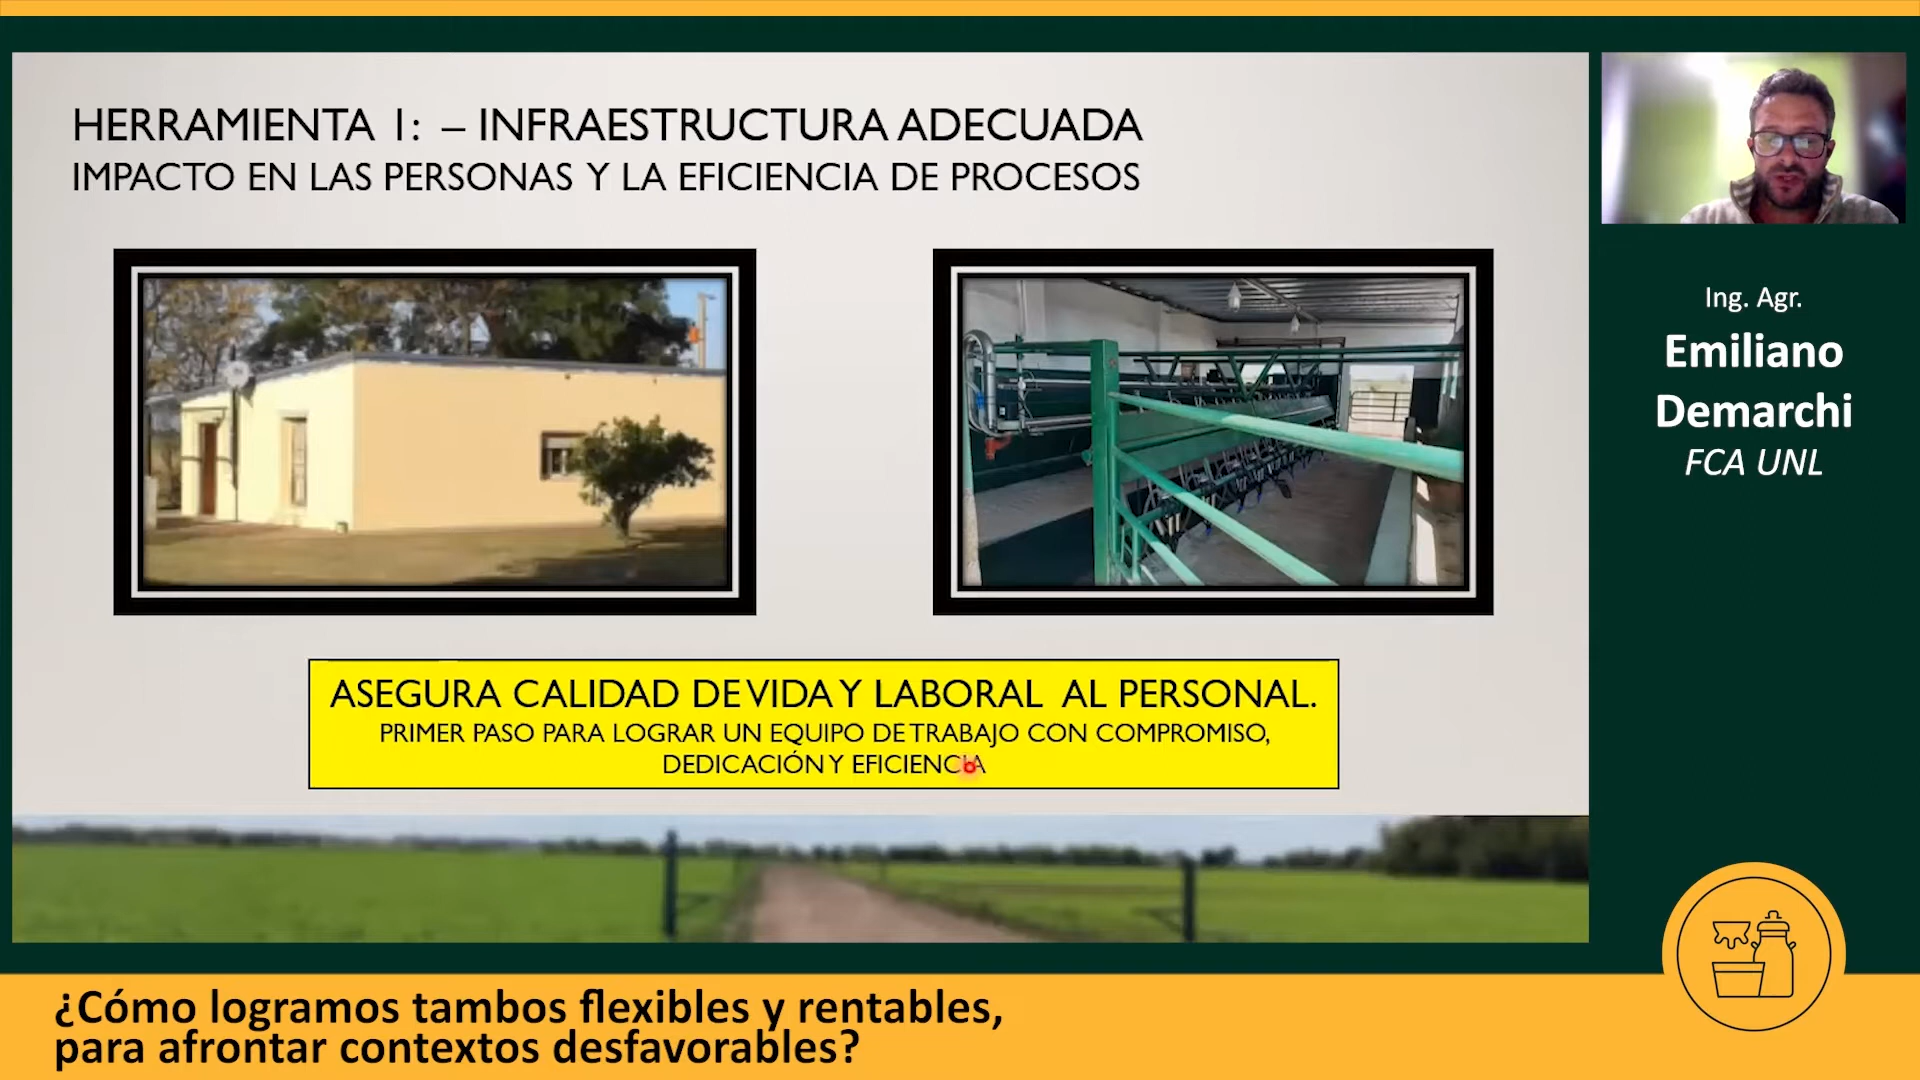 HERRAMIENTA 1: – INFRAESTRUCTURA ADECUADA
IMPACTO EN LAS PERSONAS Y LA EFICIENCIA DE PROCESOS
ASEGURA CALIDAD DE VIDA Y LABORAL AL PERSONAL.
PRIMER PASO PARA LOGRAR UN EQUIPO DE TRABAJO CON COMPROMISO,
DEDICACIÓN Y EFICIENCIA
Ing. Agr.
Emiliano
Demarchi
FCA UNL
¿Cómo logramos tambos flexibles y rentables,
para afrontar contextos desfavorables?